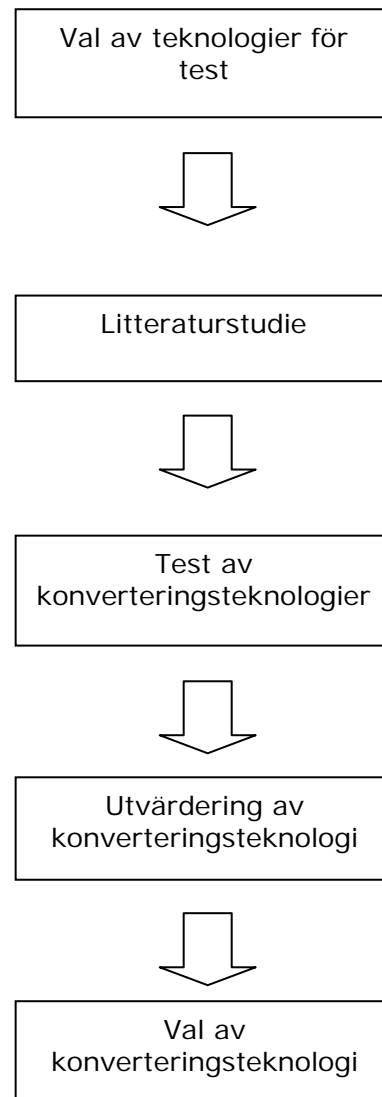 Val av teknologier för
test
Litteraturstudie
Test av
konverteringsteknologier
Utvärdering av
konverteringsteknologi
Val av
konverteringsteknologi